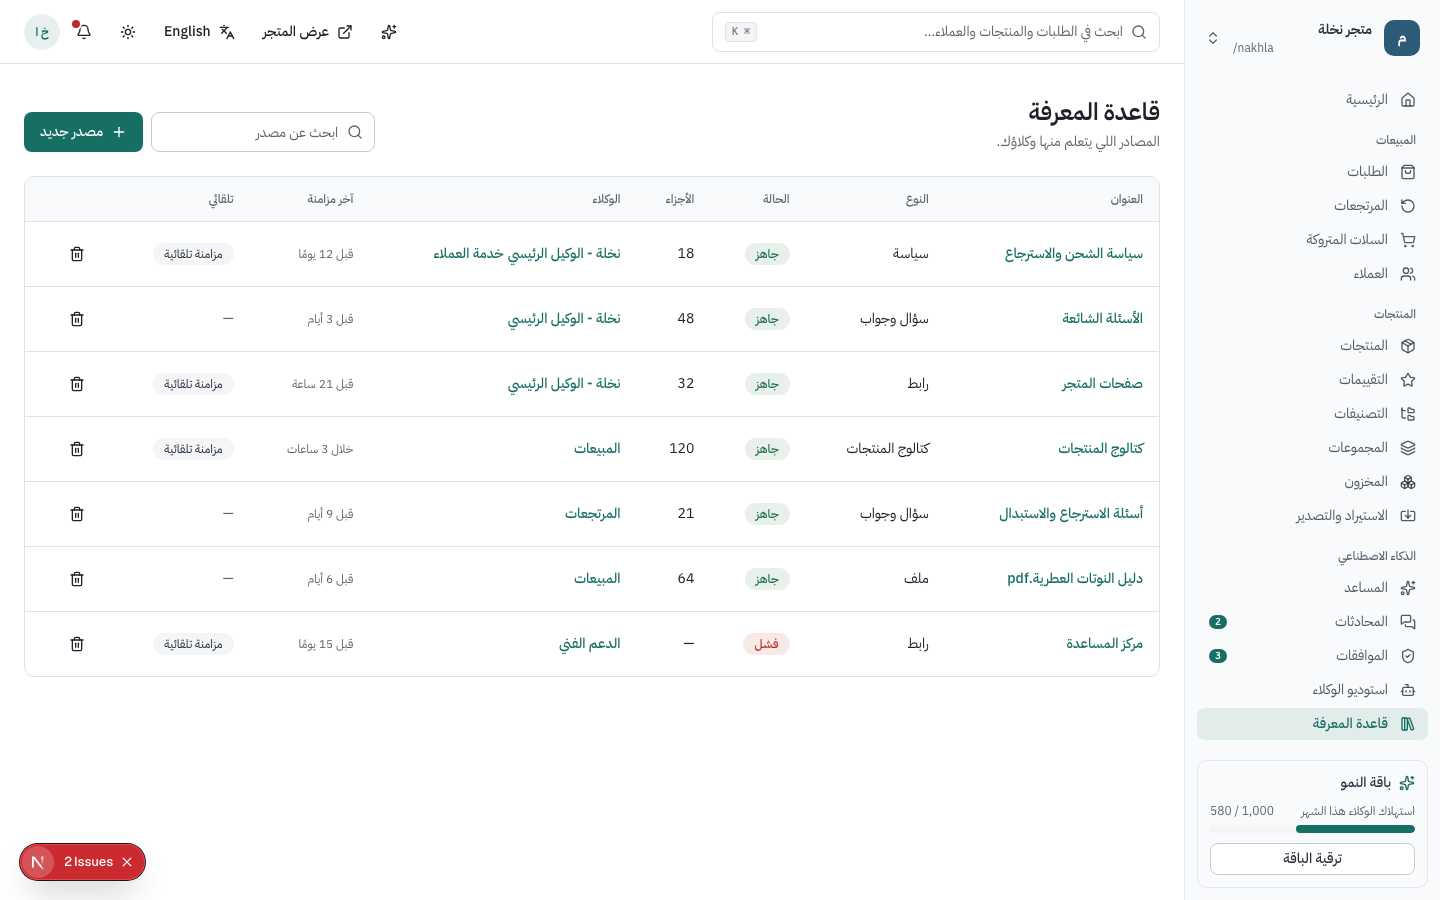 متجر نخلة
/nakhla
الرئيسية
المبيعات
الطلبات
المرتجعات
السلات المتروكة
العملاء
المنتجات
المنتجات
التقييمات
التصنيفات
المجموعات
المخزون
الاستيراد والتصدير
الذكاء الاصطناعي
المساعد
المحادثات 2
الموافقات 3
استوديو الوكلاء
قاعدة المعرفة
باقة النمو
استهلاك الوكلاء هذا الشهر 580 / 1,000
ترقية الباقة
م
ابحث في الطلبات والمنتجات والعملاء... ⌘ K
عرض المتجر
English
خ ا
قاعدة المعرفة
المصادر اللي يتعلم منها وكلاؤك.
ابحث عن مصدر
مصدر جديد
العنوان النوع الحالة الأجزاء الوكلاء آخر مزامنة تلقائي
سياسة الشحن والاسترجاع سياسة جاهز 18 نخلة - الوكيل الرئيسي خدمة العملاء قبل 12 يومًا مزامنة تلقائية
الأسئلة الشائعة سؤال وجواب جاهز 48 نخلة - الوكيل الرئيسي قبل 3 أيام —
صفحات المتجر رابط جاهز 32 نخلة - الوكيل الرئيسي قبل 21 ساعة مزامنة تلقائية
كتالوج المنتجات كتالوج المنتجات جاهز 120 المبيعات خلال 3 ساعات مزامنة تلقائية
أسئلة الاسترجاع والاستبدال سؤال وجواب جاهز 21 المرتجعات قبل 9 أيام —
دليل النوتات العطرية.pdf ملف جاهز 64 المبيعات قبل 6 أيام —
مركز المساعدة رابط فشل — الدعم الفني قبل 15 يومًا مزامنة تلقائية
N 2 Issues